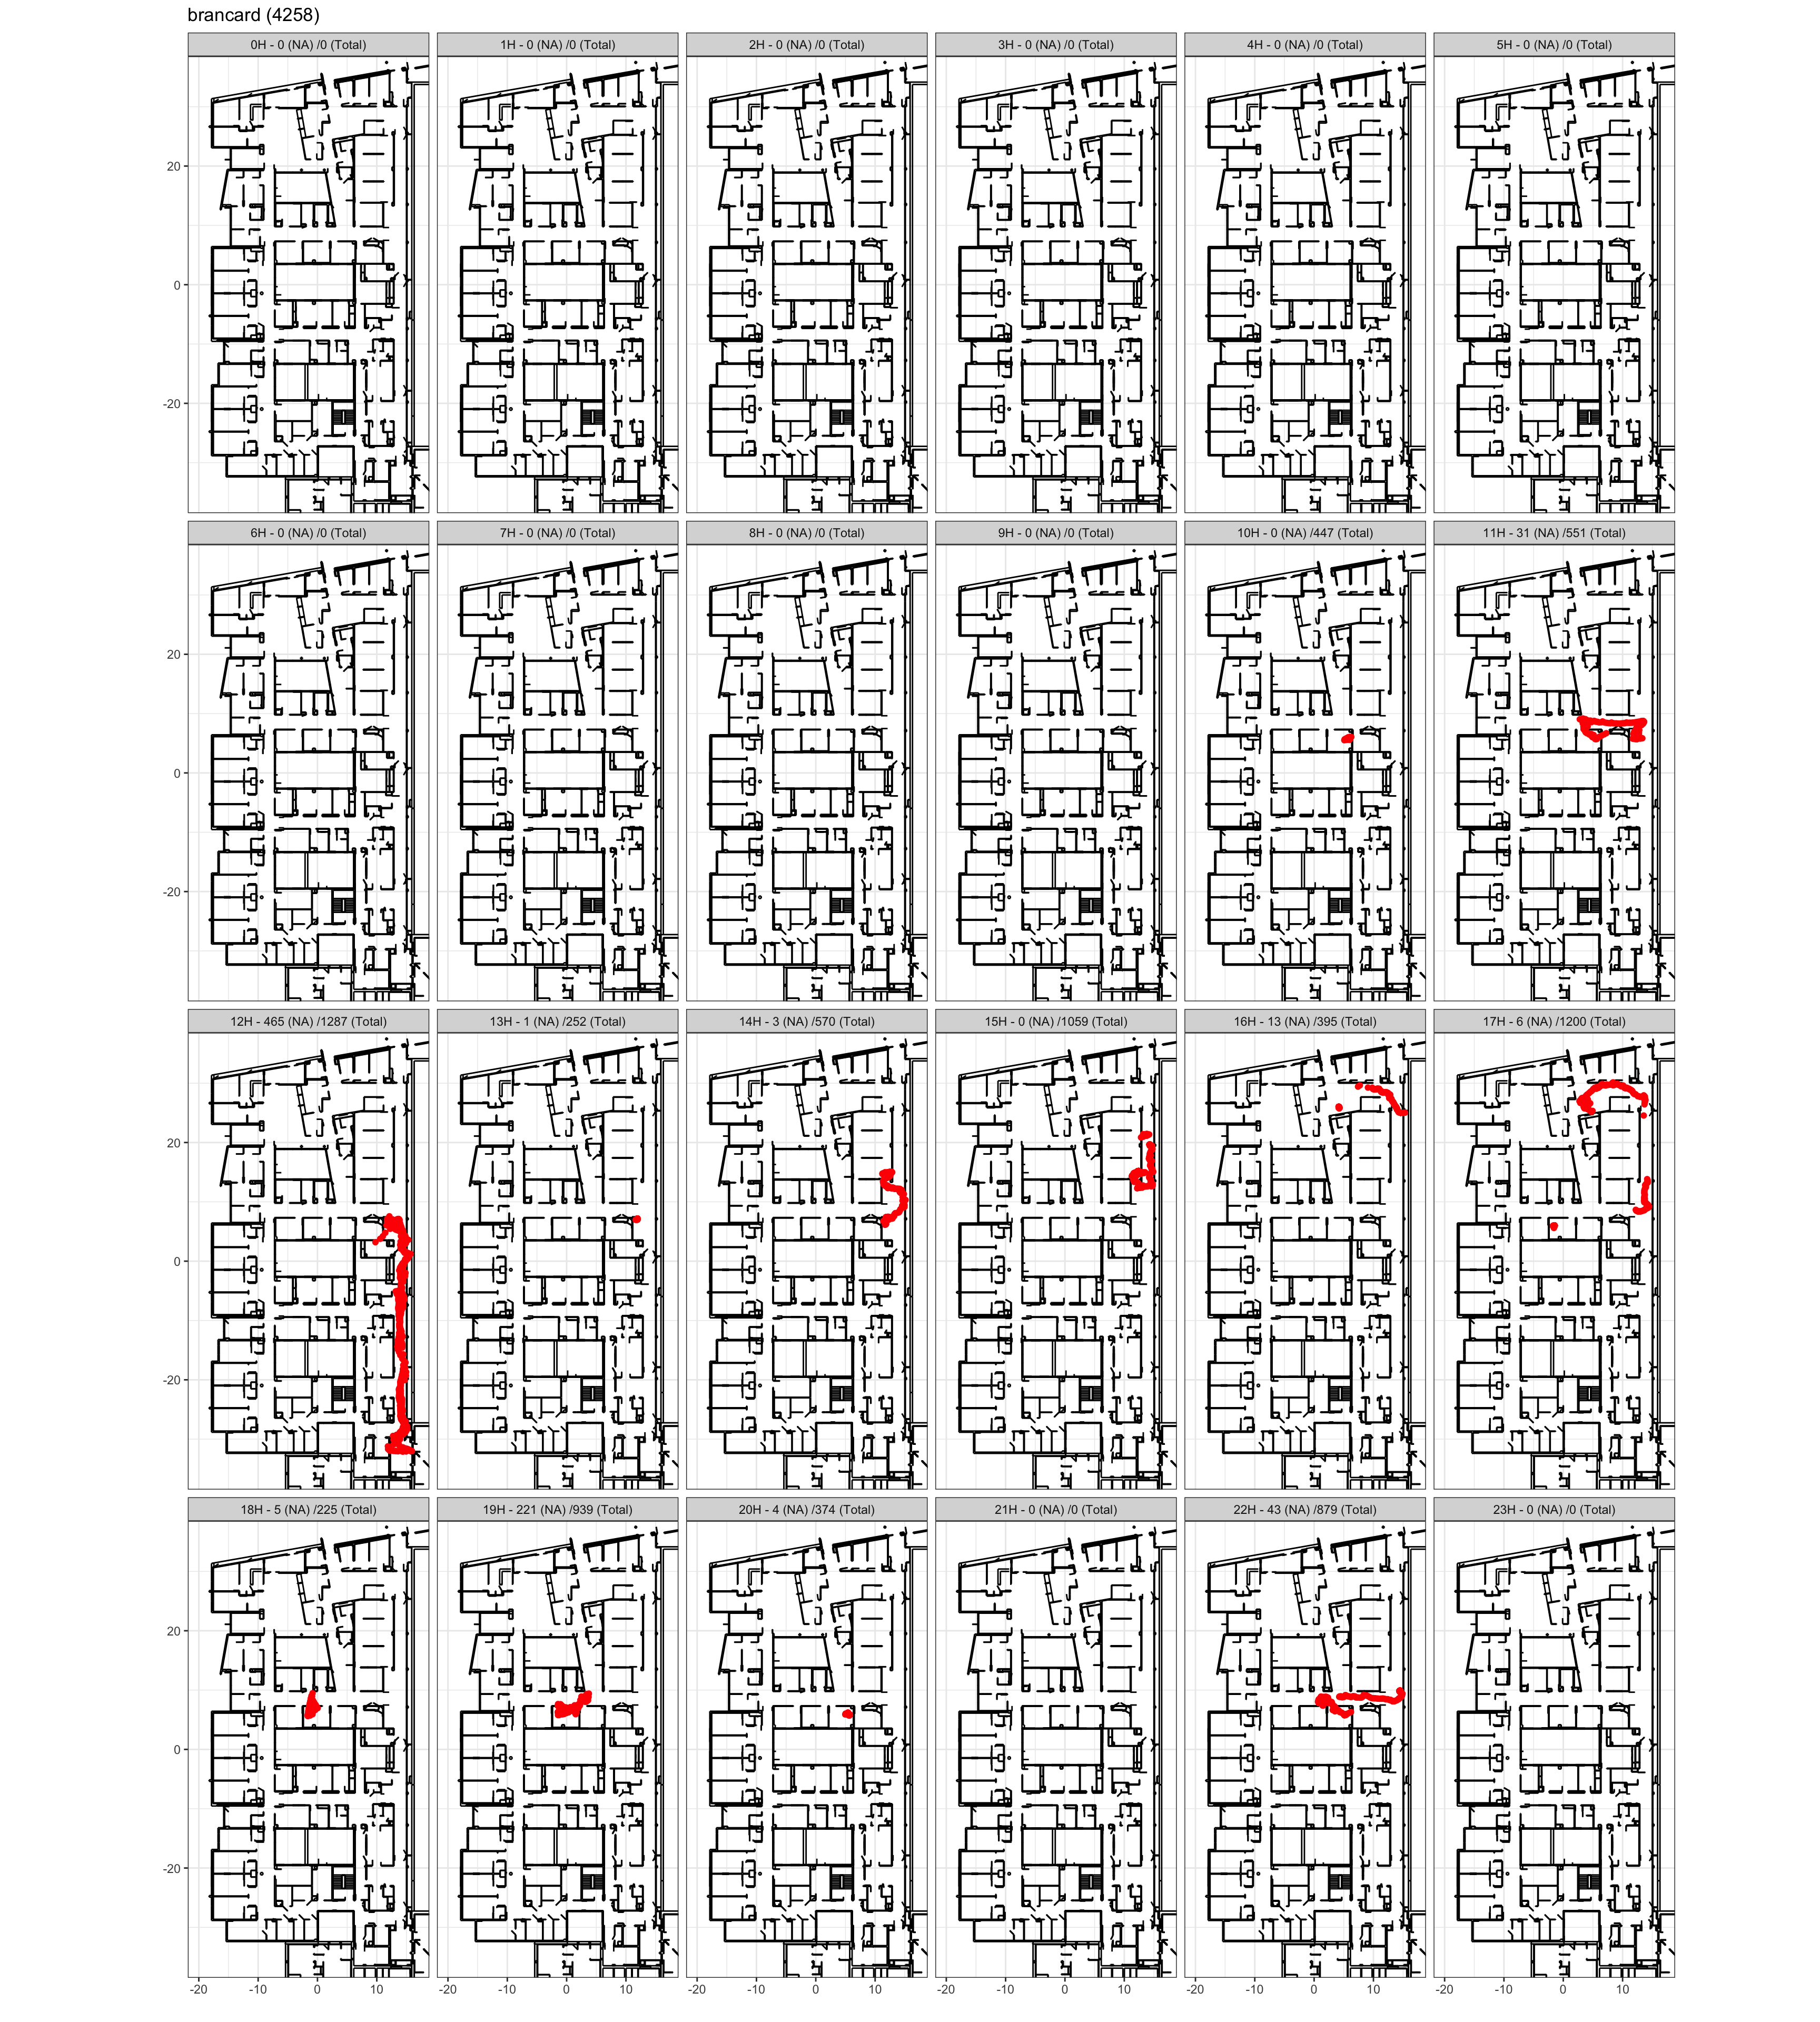 brancard (4258)
0H - 0 (NA) /0 (Total)
1H - 0 (NA) /0 (Total)
2H - 0 (NA) /0 (Total)
3H - 0 (NA) /0 (Total)
4H - 0 (NA) /0 (Total)
5H - 0 (NA) /0 (Total)
20
0
-20
6H - 0 (NA) /0 (Total)
7H - 0 (NA) /0 (Total)
8H - 0 (NA) /0 (Total)
9H - 0 (NA) /0 (Total)
10H - 0 (NA) /447 (Total)
11H - 31 (NA) /551 (Total)
20
0
-20
12H - 465 (NA) /1287 (Total)
13H - 1 (NA) /252 (Total)
14H - 3 (NA) /570 (Total)
15H - 0 (NA) /1059 (Total)
16H - 13 (NA) /395 (Total)
17H - 6 (NA) /1200 (Total)
20
0
-20
18H - 5 (NA) /225 (Total)
19H - 221 (NA) /939 (Total)
20H - 4 (NA) /374 (Total)
21H - 0 (NA) /0 (Total)
22H - 43 (NA) /879 (Total)
23H - 0 (NA) /0 (Total)
20
0
-20
-20 -10 0 10 -20 -10 0 10 -20 -10 0 10 -20 -10 0 10 -20 -10 0 10 -20 -10 0 10